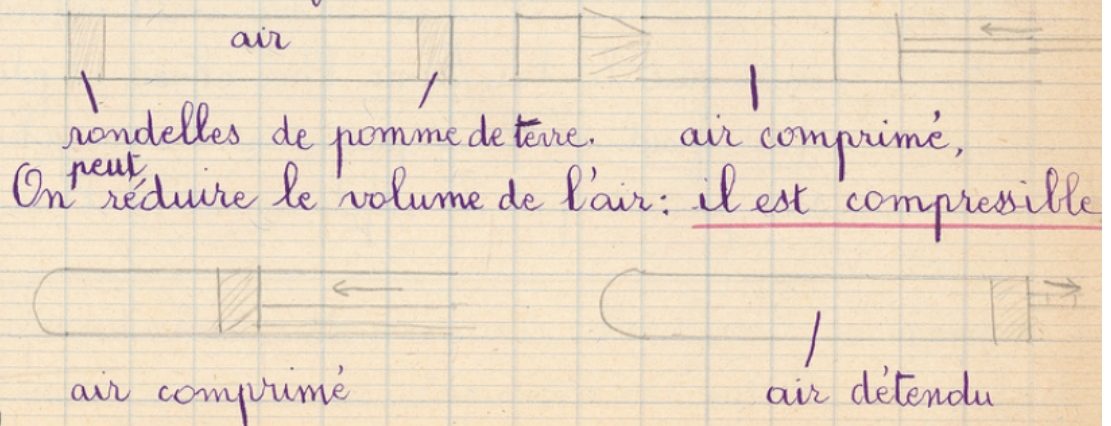 air
rondelles de pomme de terre. air comprimé,
peut
On réduire le volume de l'air : il est compressible
air comprimé
air détendu